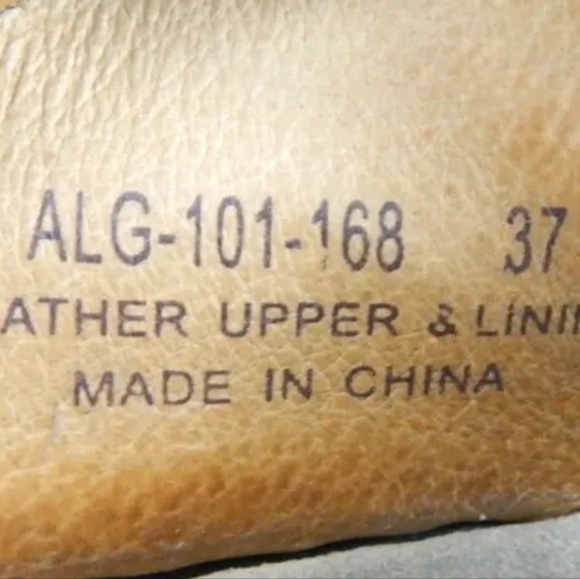 ALG-101-168 37
ATHER UPPER & LINI
MADE IN CHINA